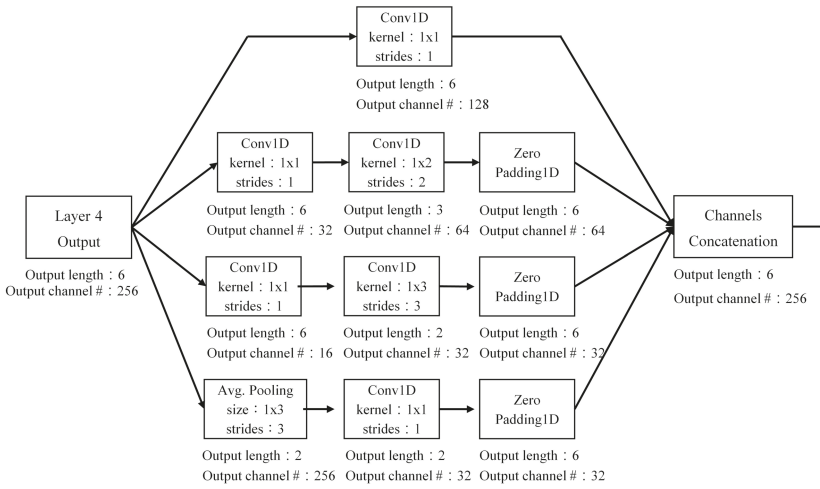 Conv1D
kernel：1x1
strides：1
Output length：6
Output channel #：128
Conv1D
kernel：1x1
strides：1
Output length：6
Output channel #：32
Conv1D
kernel：1x2
strides：2
Output length：3
Output channel #：64
Zero
Padding1D
Output length：6
Output channel #：64
Layer 4
Output
Output length：6
Output channel #：256
Channels
Concatenation
Output length：6
Output channel #：256
Conv1D
kernel：1x1
strides：1
Output length：6
Output channel #：16
Conv1D
kernel：1x3
strides：3
Output length：2
Output channel #：32
Zero
Padding1D
Output length：6
Output channel #：32
Avg. Pooling
size：1x3
strides：3
Output length：2
Output channel #：256
Conv1D
kernel：1x1
strides：1
Output length：2
Output channel #：32
Zero
Padding1D
Output length：6
Output channel #：32